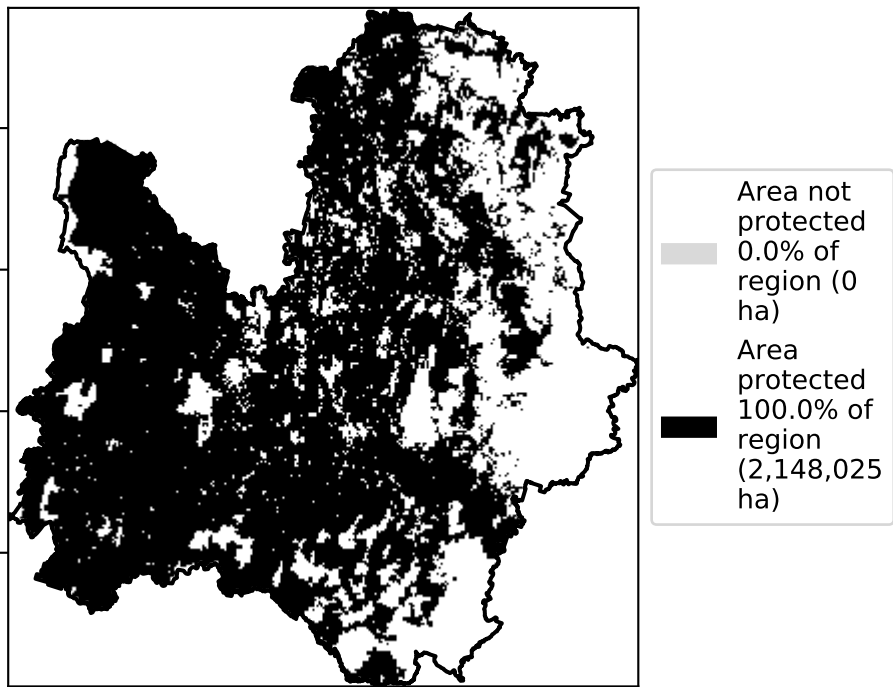 Area not
protected
0.0% of
region (0
ha)
Area
protected
100.0% of
region
(2,148,025
ha)